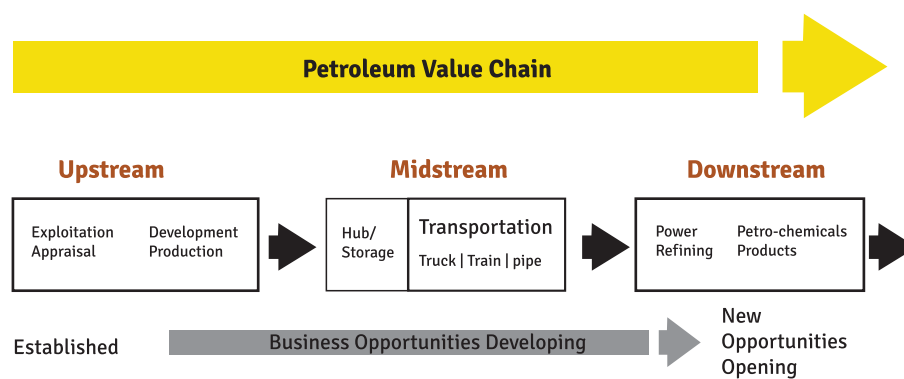 Petroleum Value Chain
Upstream
Midstream
Downstream
Exploitation
Appraisal
Development
Production
Hub/
Storage
Transportation
Truck | Train | pipe
Power
Refining
Petro-chemicals
Products
Established
Business Opportunities Developing
New
Opportunities
Opening